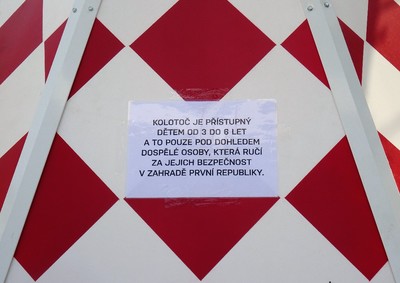 KOLOTOČ JE PŘÍSTUPNÝ
DĚTEM OD 3 DO 6 LET
A TO POUZE POD DOHLEDEM
DOSPĚLÉ OSOBY, KTERÁ RUČÍ
ZA JEJICH BEZPEČNOST
V ZAHRADĚ PRVNÍ REPUBLIKY.